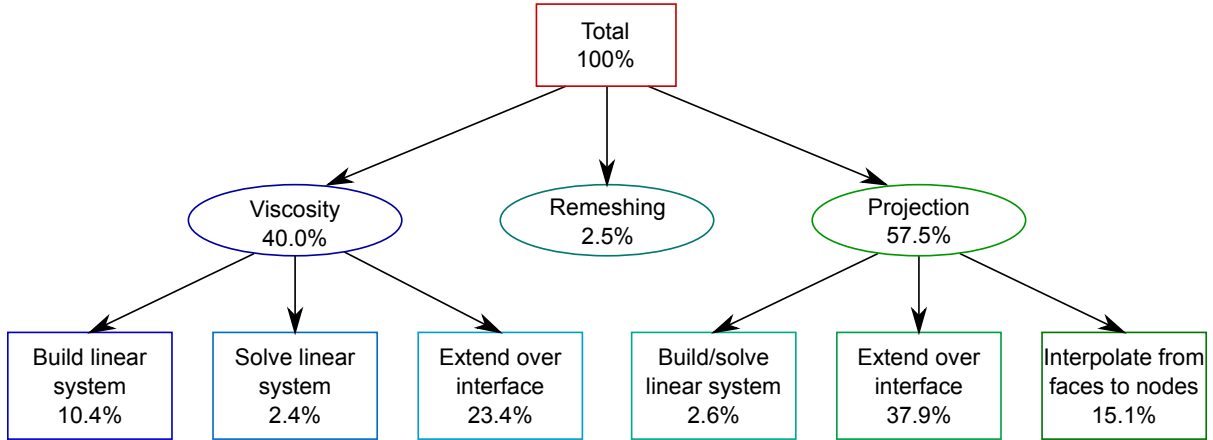 Total
100%
Viscosity
40.0%
Remeshing
2.5%
Projection
57.5%
Build linear
system
10.4%
Solve linear
system
2.4%
Extend over
interface
23.4%
Build/solve
linear system
2.6%
Extend over
interface
37.9%
Interpolate from
faces to nodes
15.1%